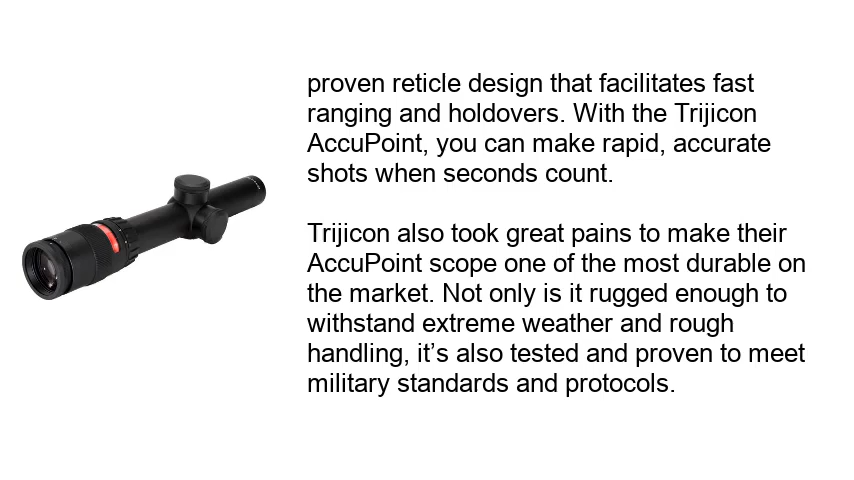 proven reticle design that facilitates fast
ranging and holdovers. With the Trijicon
AccuPoint, you can make rapid, accurate
shots when seconds count.
Trijicon also took great pains to make their
AccuPoint scope one of the most durable on
the market. Not only is it rugged enough to
withstand extreme weather and rough
handling, it’s also tested and proven to meet
military standards and protocols.